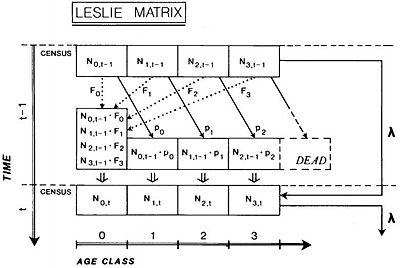 LESLIE MATRIX
CENSUS
N0,t-1 N1,t-1 N2,t-1 N3,t-1
F0 F1 F2 F3
t-1
N0,t-1 · F0
N1,t-1 · F1
N2,t-1 · F2
N3,t-1 · F3
p0 p1 p2
λ
N0,t-1 · p0 N1,t-1 · p1 N2,t-1 · p2 DEAD
TIME
CENSUS
N0,t N1,t N2,t N3,t
t
λ
0 1 2 3
AGE CLASS